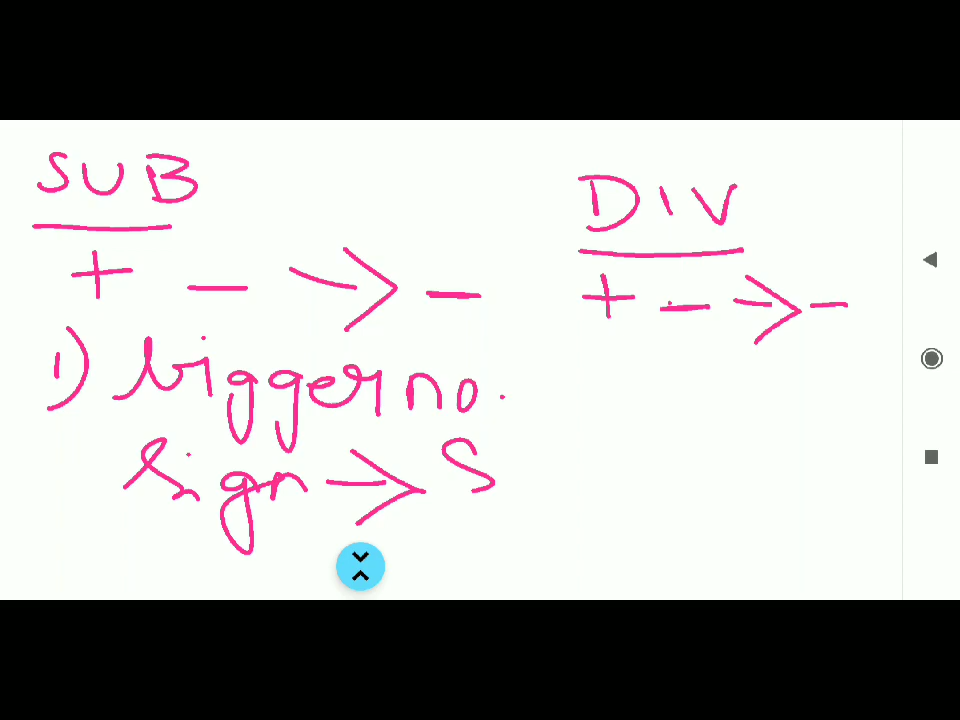 SUB
+ - → -
1) bigger no.
sign → S
DIV
+ - → -